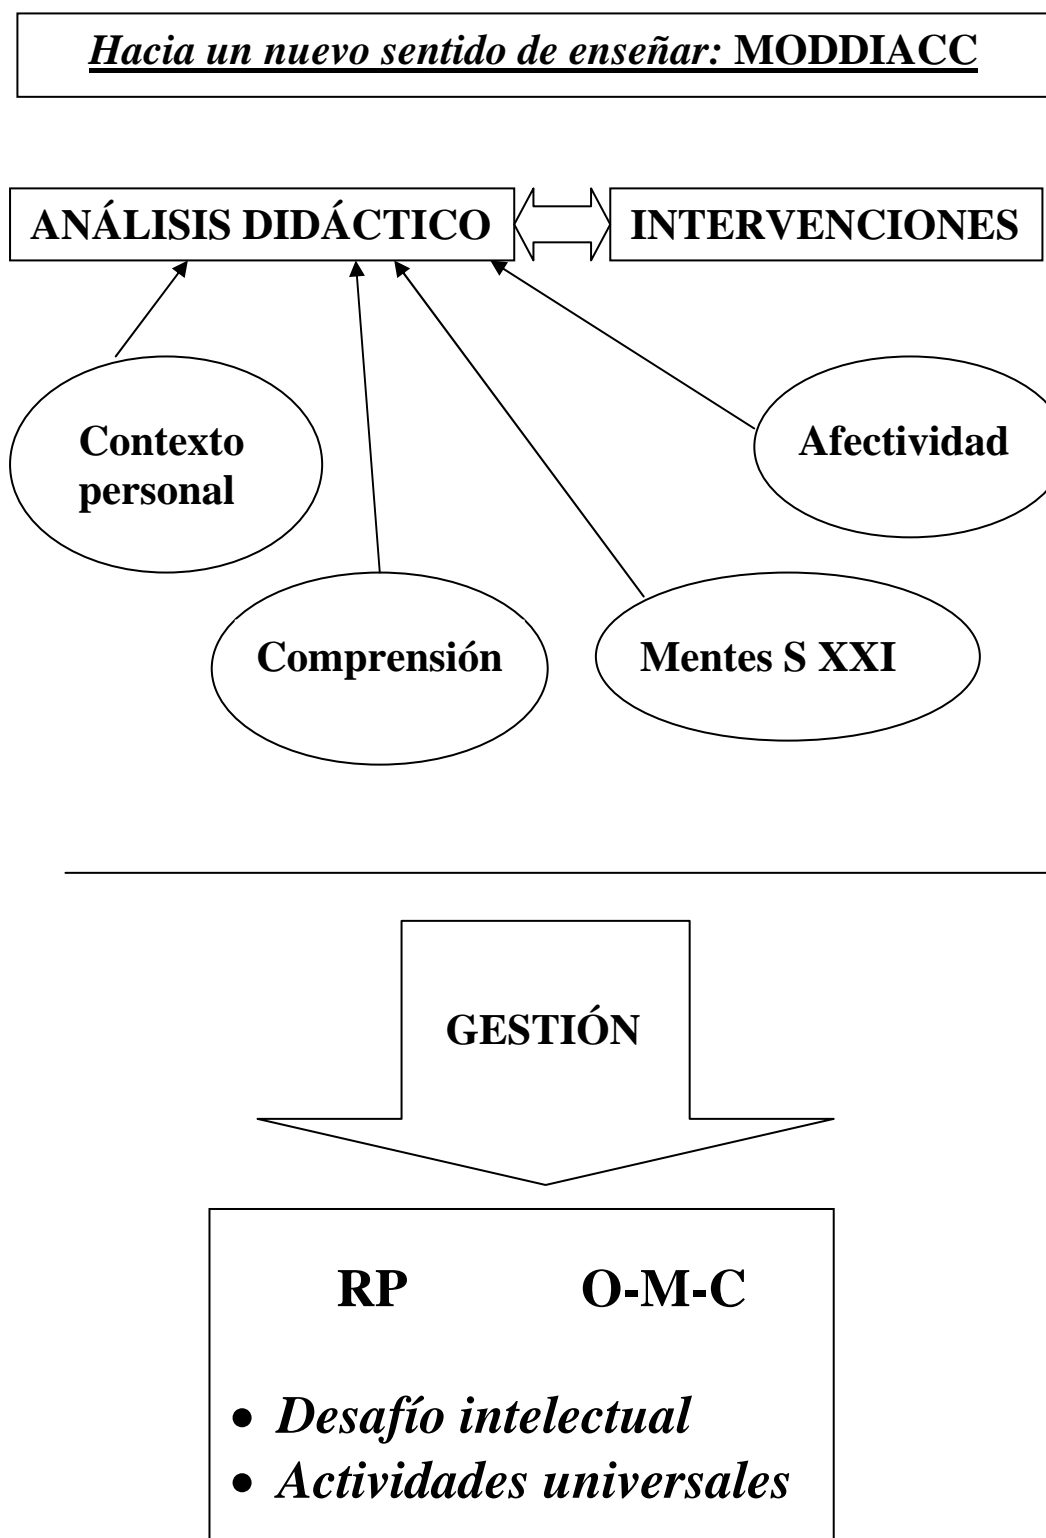 Hacia un nuevo sentido de enseñar: MODDIACC
ANÁLISIS DIDÁCTICO
INTERVENCIONES
Contexto
personal
Afectividad
Comprensión
Mentes S XXI
GESTIÓN
RP O-M-C
• Desafío intelectual
• Actividades universales